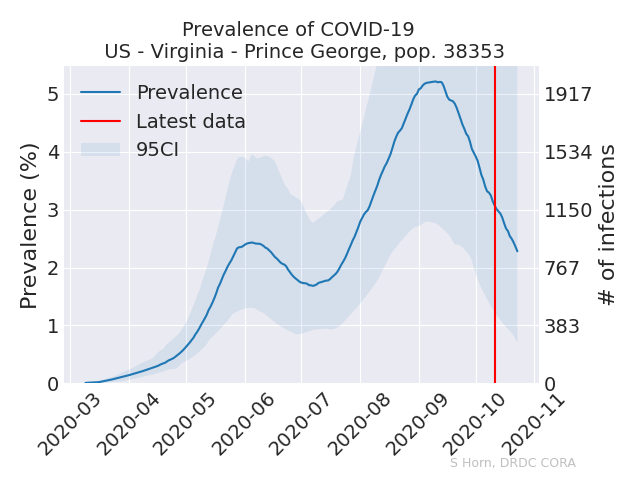 Prevalence of COVID-19
US - Virginia - Prince George, pop. 38353
Prevalence
Latest data
95CI
Prevalence (%)
5
4
3
2
1
0
1917
1534
1150
767
383
0
# of infections
2020-03
2020-04
2020-05
2020-06
2020-07
2020-08
2020-09
2020-10
2020-11
S Horn, DRDC CORA